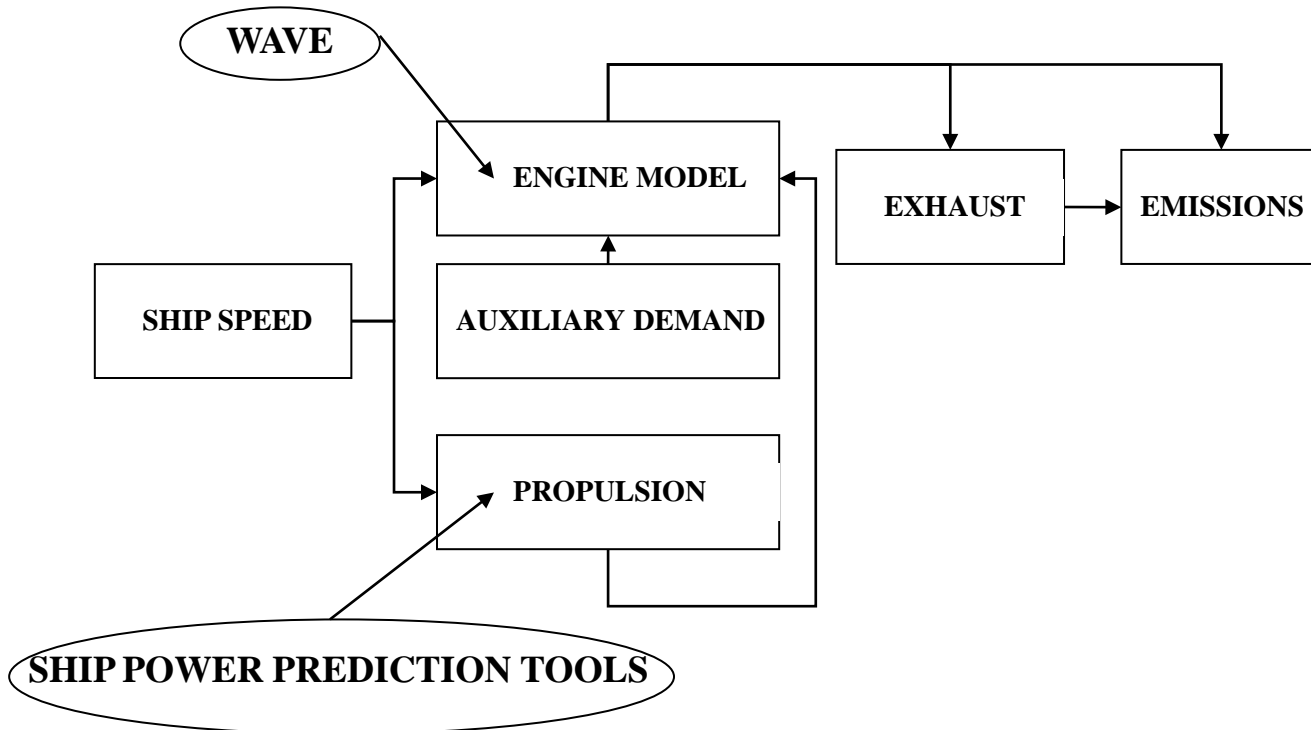 WAVE
ENGINE MODEL
EXHAUST
EMISSIONS
SHIP SPEED
AUXILIARY DEMAND
PROPULSION
SHIP POWER PREDICTION TOOLS